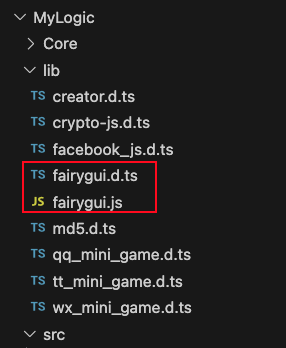 MyLogic
Core
lib
TS creator.d.ts
TS crypto-js.d.ts
TS facebook_js.d.ts
TS fairygui.d.ts
JS fairygui.js
TS md5.d.ts
TS qq_mini_game.d.ts
TS tt_mini_game.d.ts
TS wx_mini_game.d.ts
src